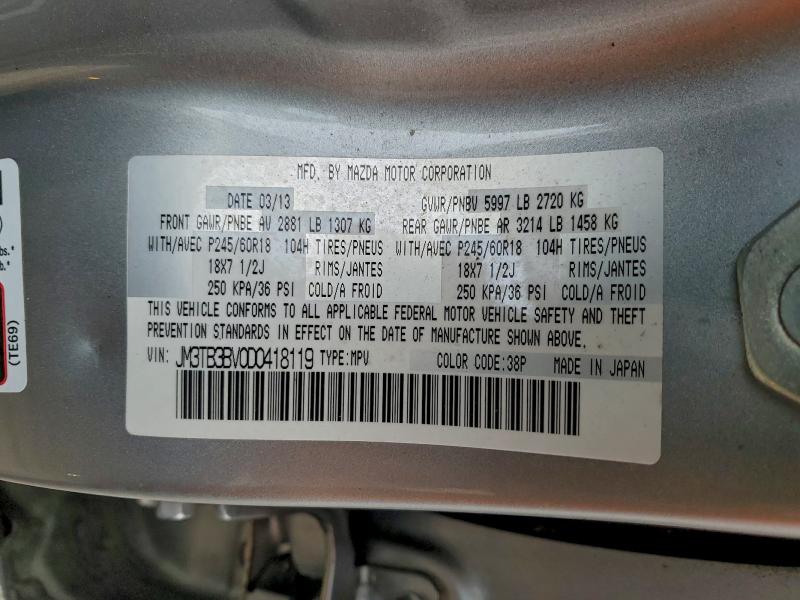 MFD. BY MAZDA MOTOR CORPORATION
DATE 03/13 GVWR/PNBV 5997 LB 2720 KG
FRONT GAWR/PNBE AV 2881 LB 1307 KG REAR GAWR/PNBE AR 3214 LB 1458 KG
WITH/AVEC P245/60R18 104H TIRES/PNEUS WITH/AVEC P245/60R18 104H TIRES/PNEUS
18X7 1/2J RIMS/JANTES 18X7 1/2J RIMS/JANTES
250 KPA/36 PSI COLD/A FROID 250 KPA/36 PSI COLD/A FROID
THIS VEHICLE CONFORMS TO ALL APPLICABLE FEDERAL MOTOR VEHICLE SAFETY AND THEFT
PREVENTION STANDARDS IN EFFECT ON THE DATE OF MANUFACTURE SHOWN ABOVE.
VIN: JM3TB3BV0D0418119 TYPE:MPV COLOR CODE:38P MADE IN JAPAN
(TE69)